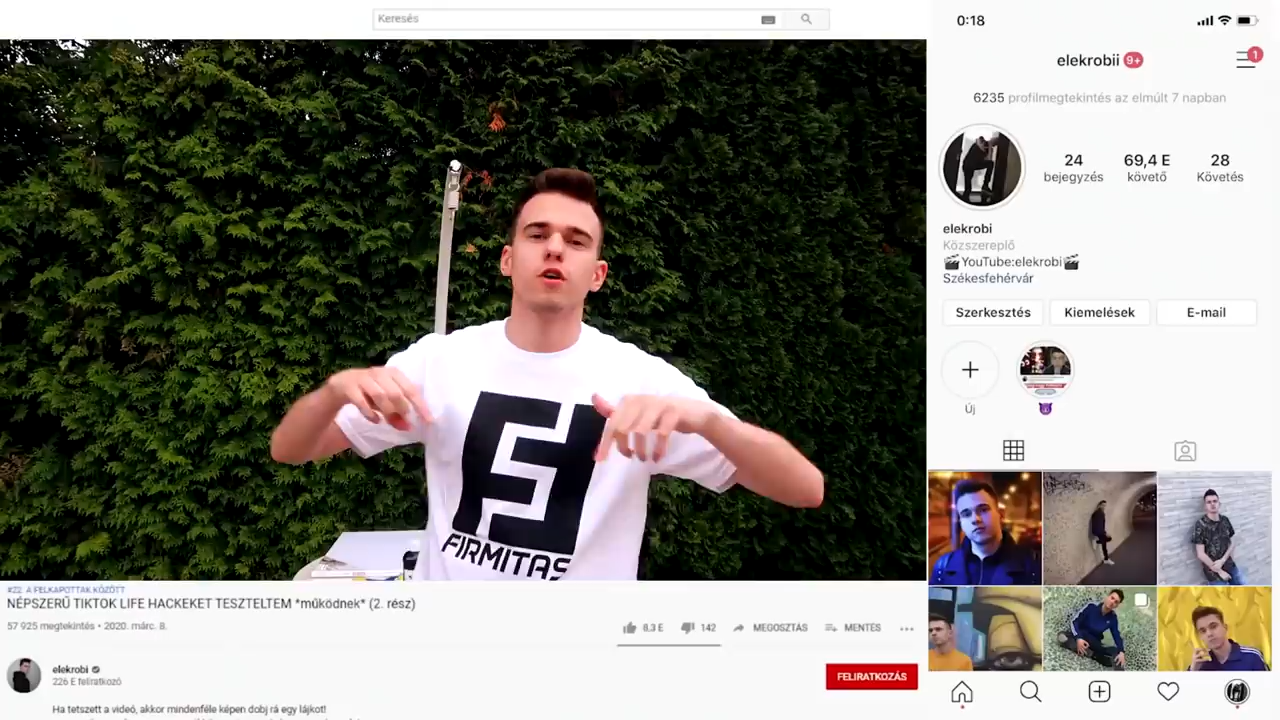 Keresés
FIRMITAS
#22. A FELKAPOTTAK KÖZÖTT
NÉPSZERŰ TIKTOK LIFE HACKEKET TESZTELTEM *működnek* (2. rész)
57 925 megtekintés • 2020. márc. 8.
8,3 E
142
MEGOSZTÁS
MENTÉS
elekrobi
226 E feliratkozó
FELIRATKOZÁS
Ha tetszett a videó, akkor mindenféle képen dobj rá egy lájkot!
0:18
elekrobii 9+
1
6235 profilmegtekintés az elmúlt 7 napban
24 69,4 E 28
bejegyzés követő Követés
elekrobi
Közszereplő
🎬YouTube:elekrobi🎬
Székesfehérvár
Szerkesztés Kiemelések E-mail
Új 😈